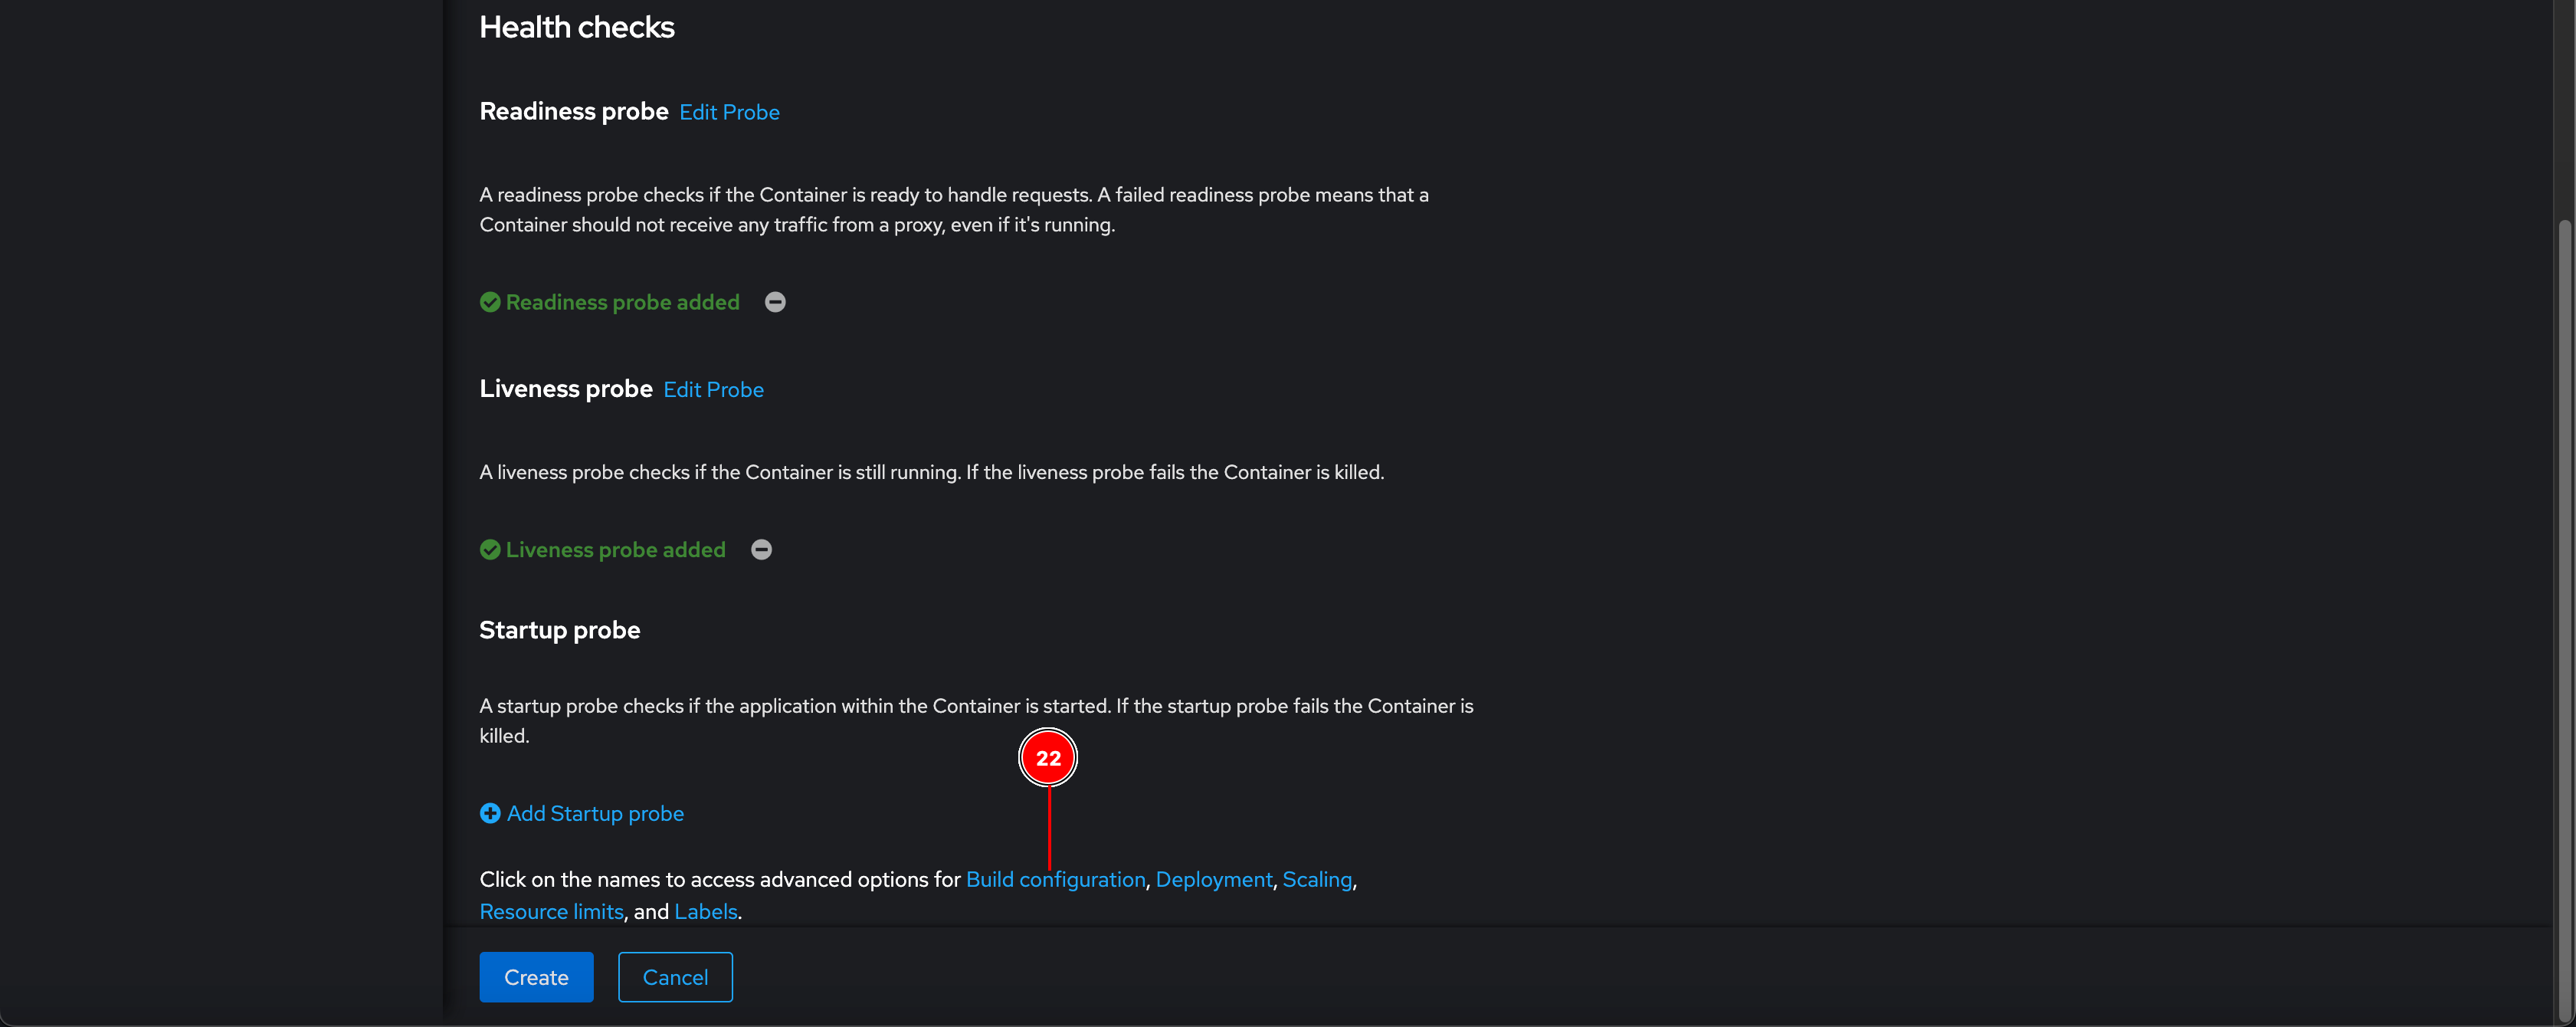 Health checks
Readiness probe Edit Probe
A readiness probe checks if the Container is ready to handle requests. A failed readiness probe means that a
Container should not receive any traffic from a proxy, even if it's running.
Readiness probe added
Liveness probe Edit Probe
A liveness probe checks if the Container is still running. If the liveness probe fails the Container is killed.
Liveness probe added
Startup probe
A startup probe checks if the application within the Container is started. If the startup probe fails the Container is
killed.
22
Add Startup probe
Click on the names to access advanced options for Build configuration, Deployment, Scaling,
Resource limits, and Labels.
Create Cancel